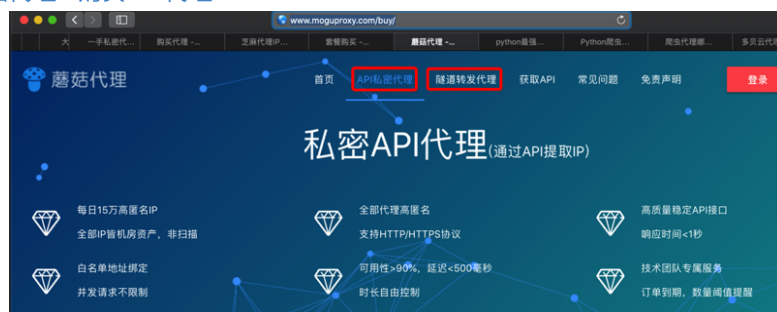 www.moguproxy.com/buy/
大 一手私密代... 购买代理 -... 芝麻代理IP... 套餐购买 -... 蘑菇代理 -... python最强... Python爬虫... 爬虫代理哪... 多贝云代
蘑菇代理 首页 API私密代理 隧道转发代理 获取API 常见问题 免责声明 登录
私密API代理(通过API提取IP)
每日15万高匿名IP 全部代理高匿名 高质量稳定API接口
全部IP皆机房资产，非扫描 支持HTTP/HTTPS协议 响应时间<1秒
白名单地址绑定 可用性>90%，延迟<500毫秒 技术团队专属服务
并发请求不限制 时长自由控制 订单到期，数量阈值提醒